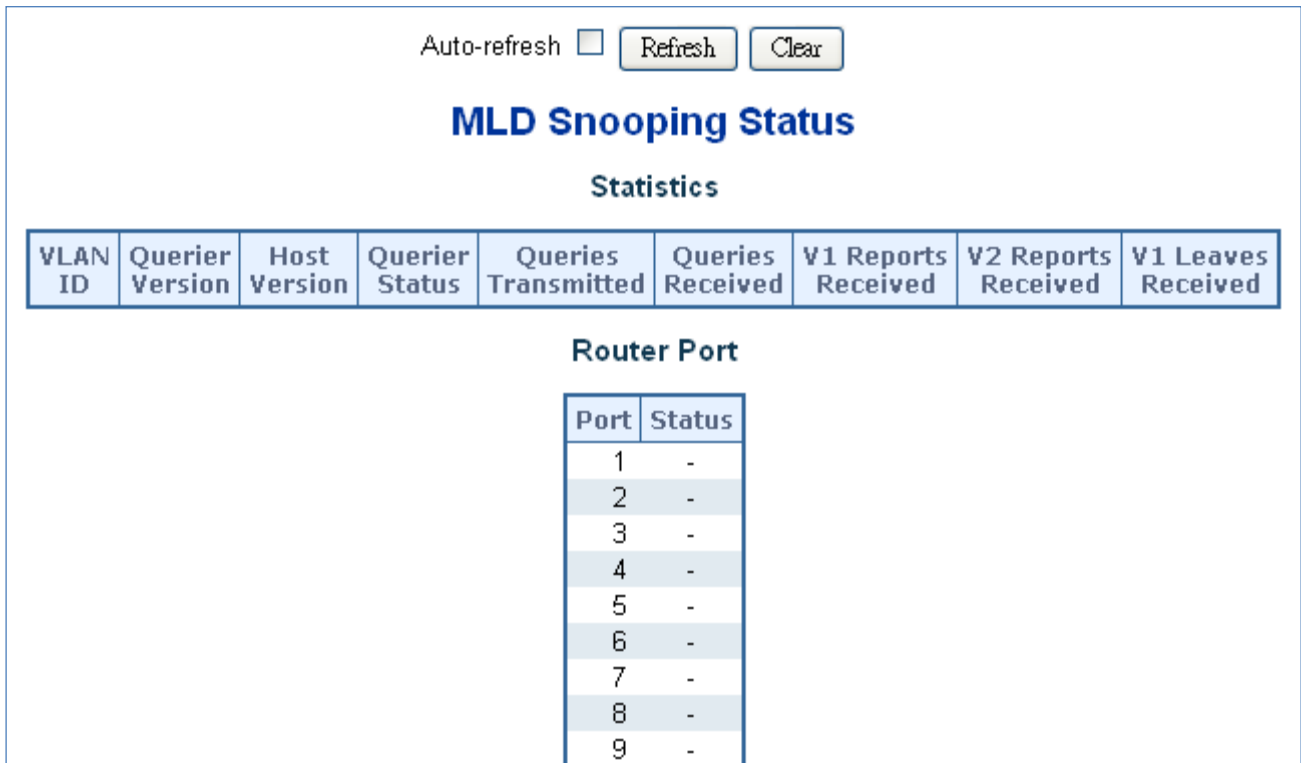 Auto-refresh Refresh Clear
MLD Snooping Status
Statistics
VLAN ID Querier Version Host Version Querier Status Queries Transmitted Queries Received V1 Reports Received V2 Reports Received V1 Leaves Received
Router Port
Port Status
1 -
2 -
3 -
4 -
5 -
6 -
7 -
8 -
9 -